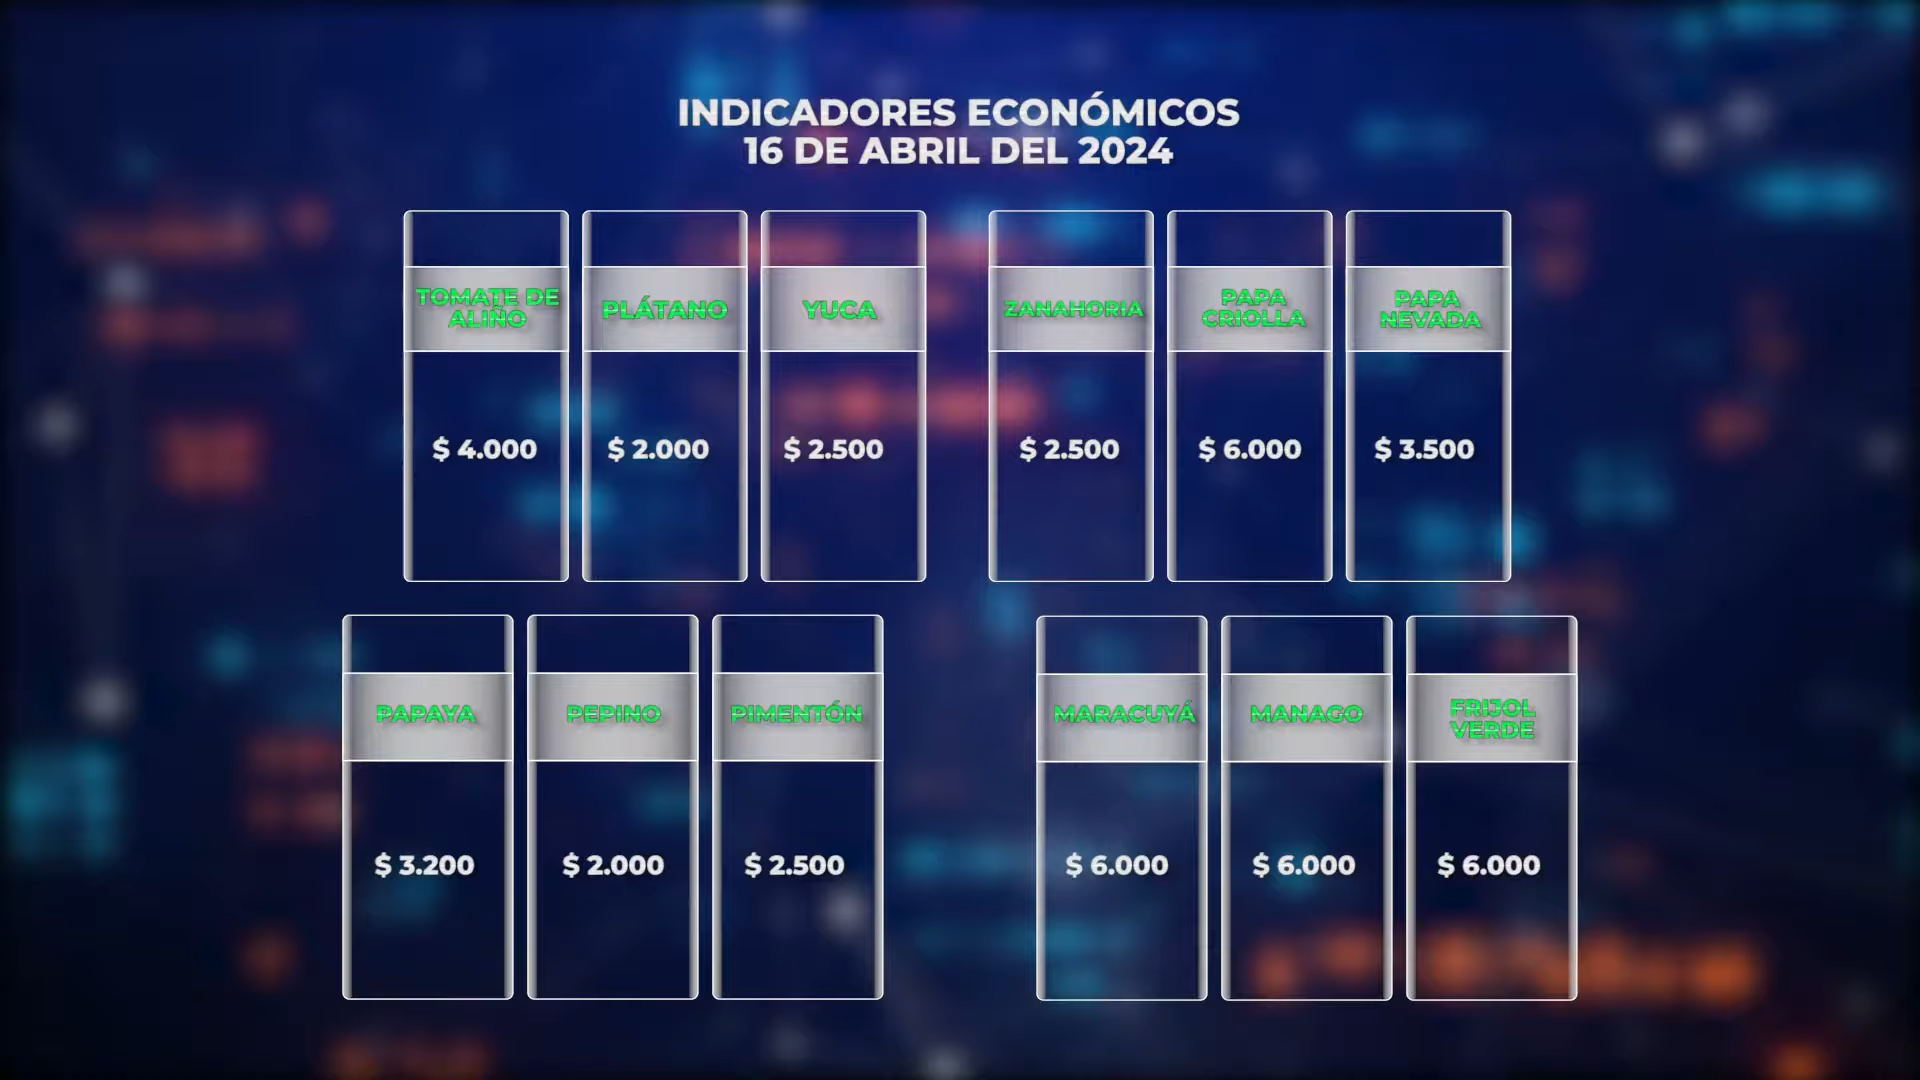 INDICADORES ECONÓMICOS
16 DE ABRIL DEL 2024
TOMATE DE
ALIÑO
$ 4.000
PLÁTANO
$ 2.000
YUCA
$ 2.500
ZANAHORIA
$ 2.500
PAPA
CRIOLLA
$ 6.000
PAPA
NEVADA
$ 3.500
PAPAYA
$ 3.200
PEPINO
$ 2.000
PIMENTÓN
$ 2.500
MARACUYÁ
$ 6.000
MANAGO
$ 6.000
FRIJOL
VERDE
$ 6.000